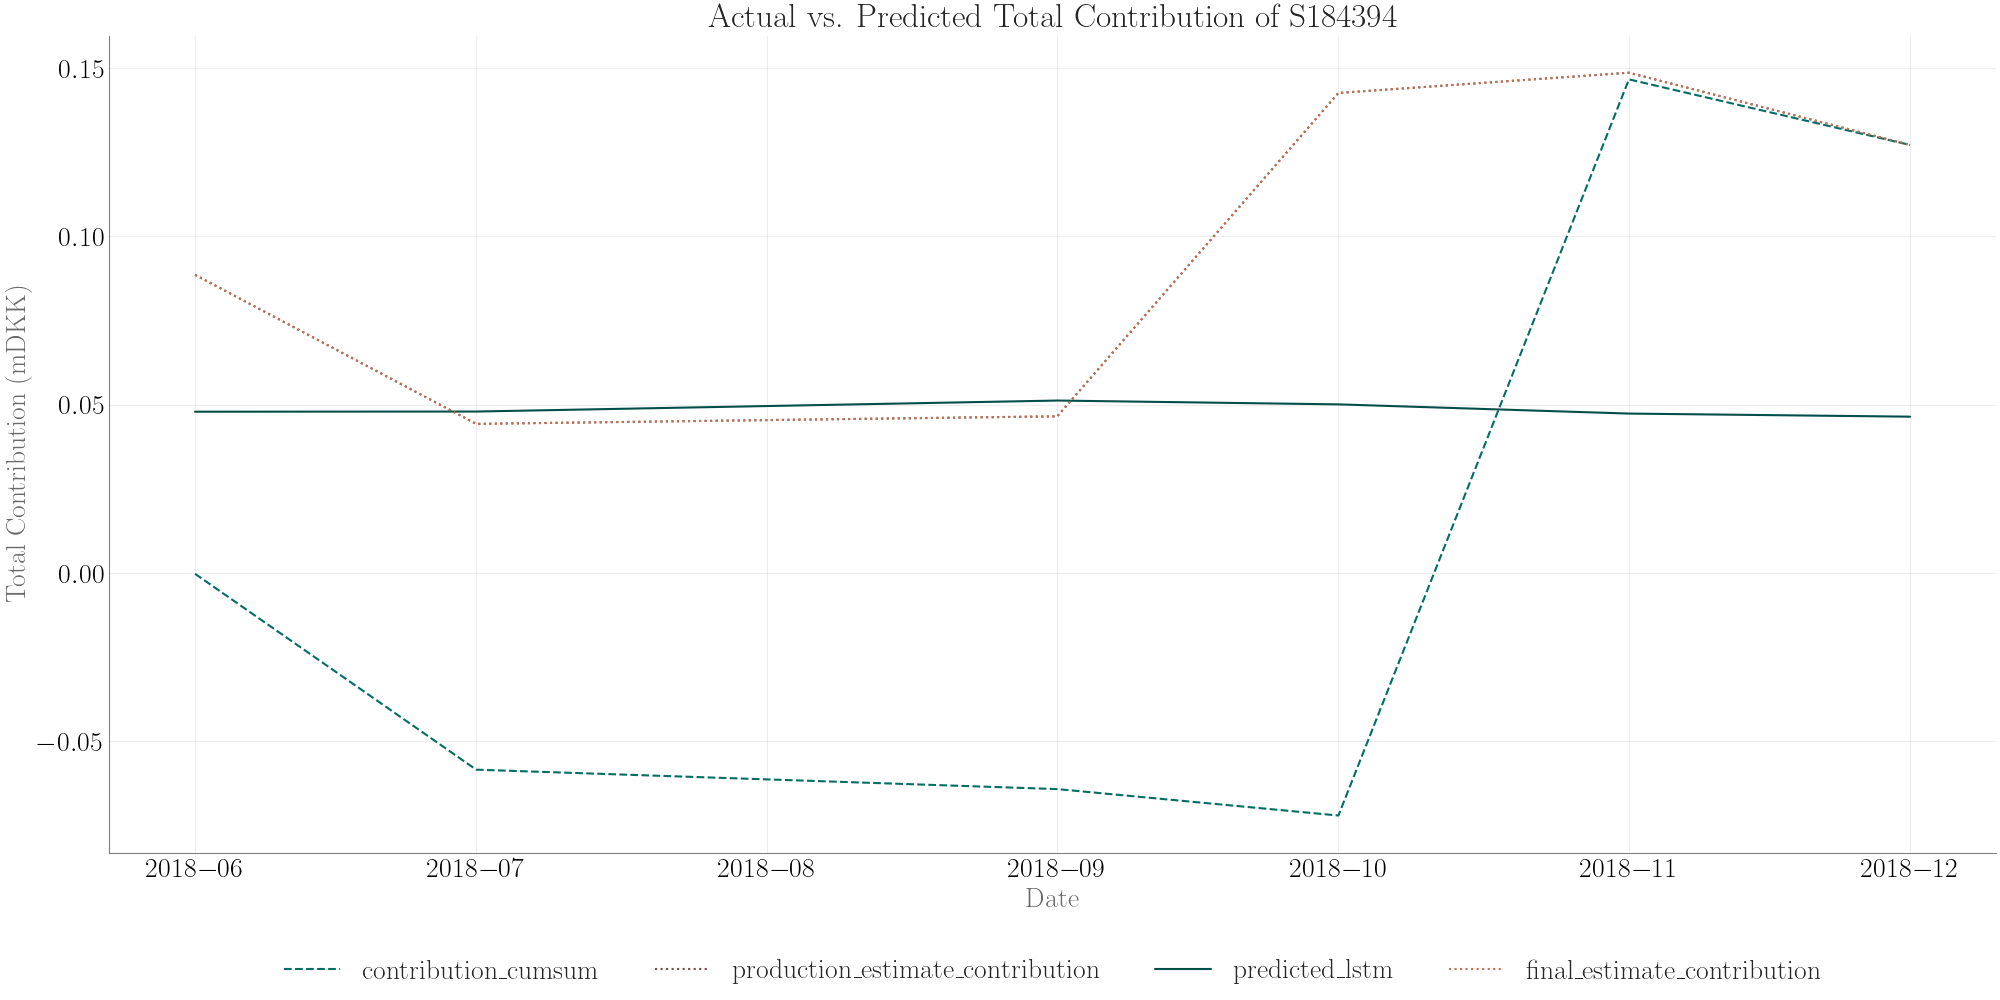 Actual vs. Predicted Total Contribution of S184394
Total Contribution (mDKK)
0.15
0.10
0.05
0.00
−0.05
2018−06 2018−07 2018−08 2018−09 2018−10 2018−11 2018−12
Date
contribution_cumsum production_estimate_contribution predicted_lstm final_estimate_contribution